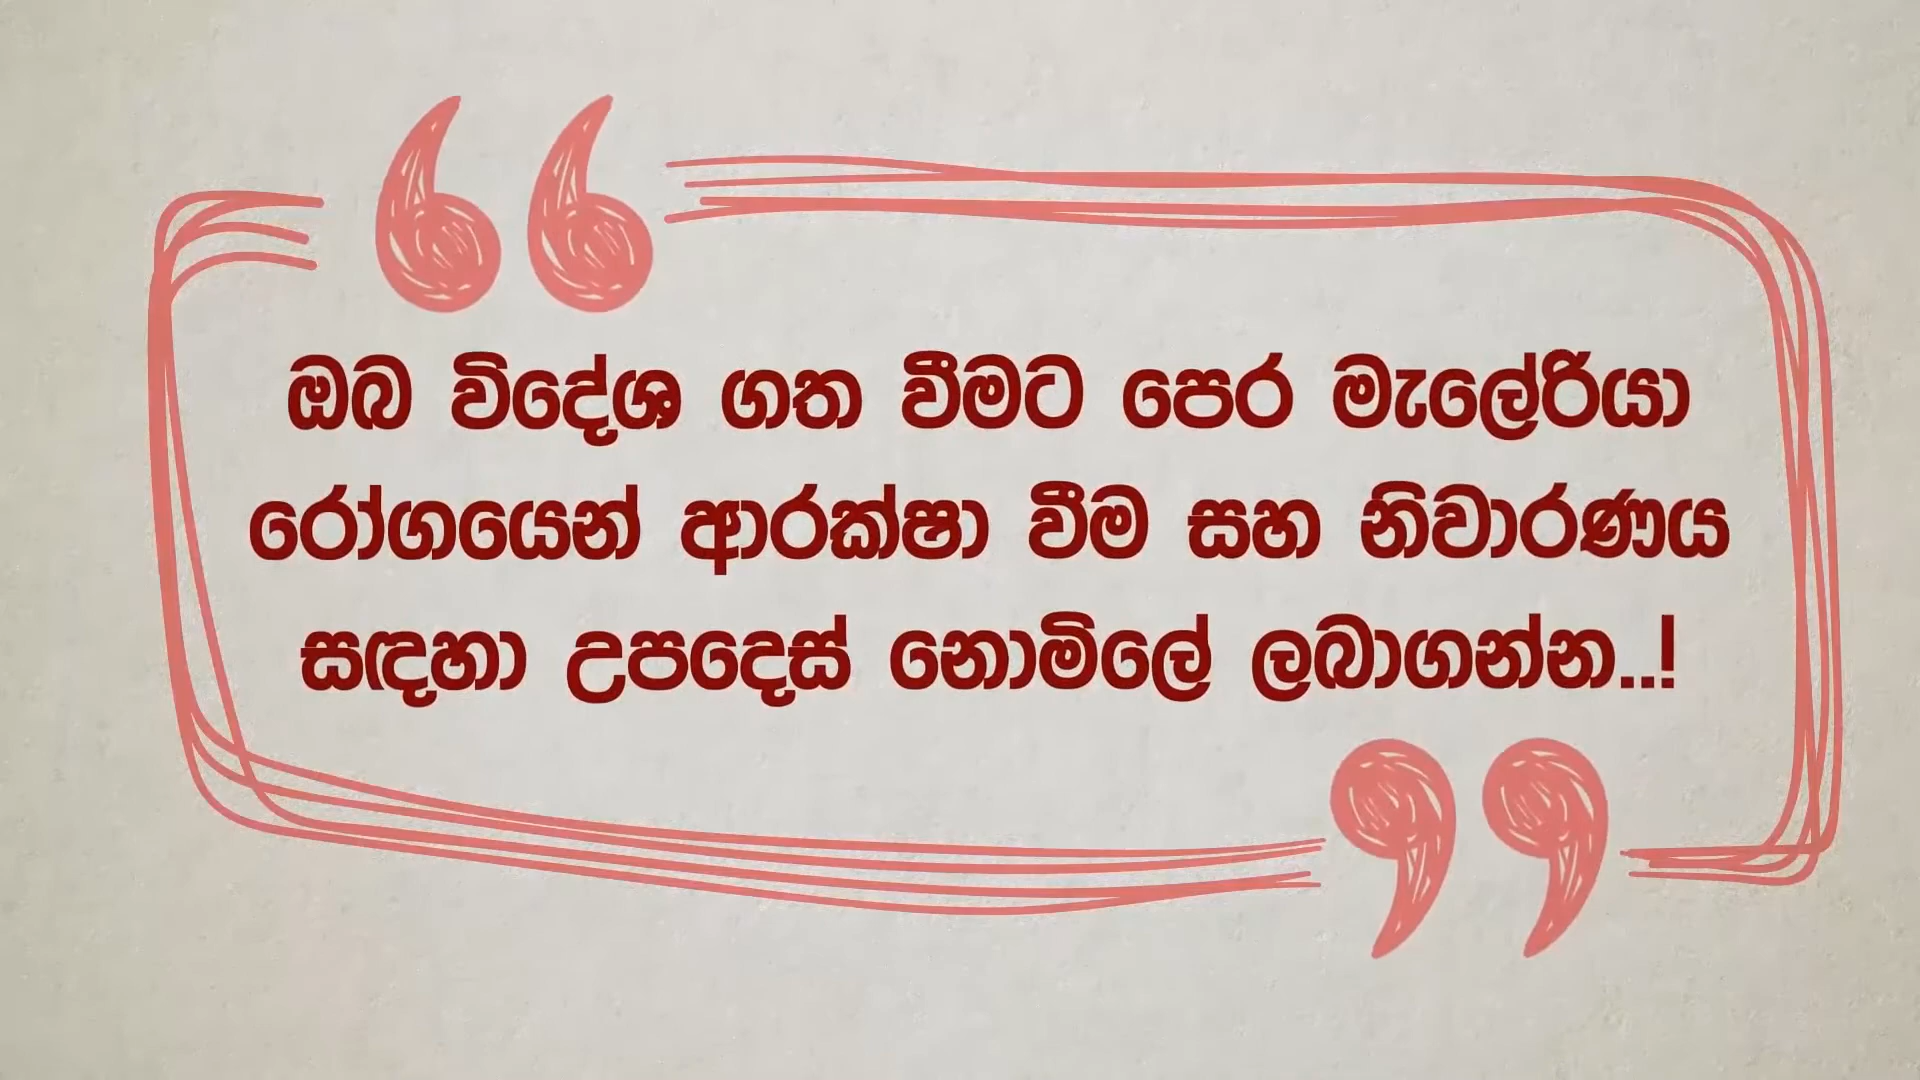 ඔබ විදේශ ගත වීමට පෙර මැලේරියා
රෝගයෙන් ආරක්ෂා වීම සහ නිවාරණය
සඳහා උපදෙස් නොමිලේ ලබාගන්න..!